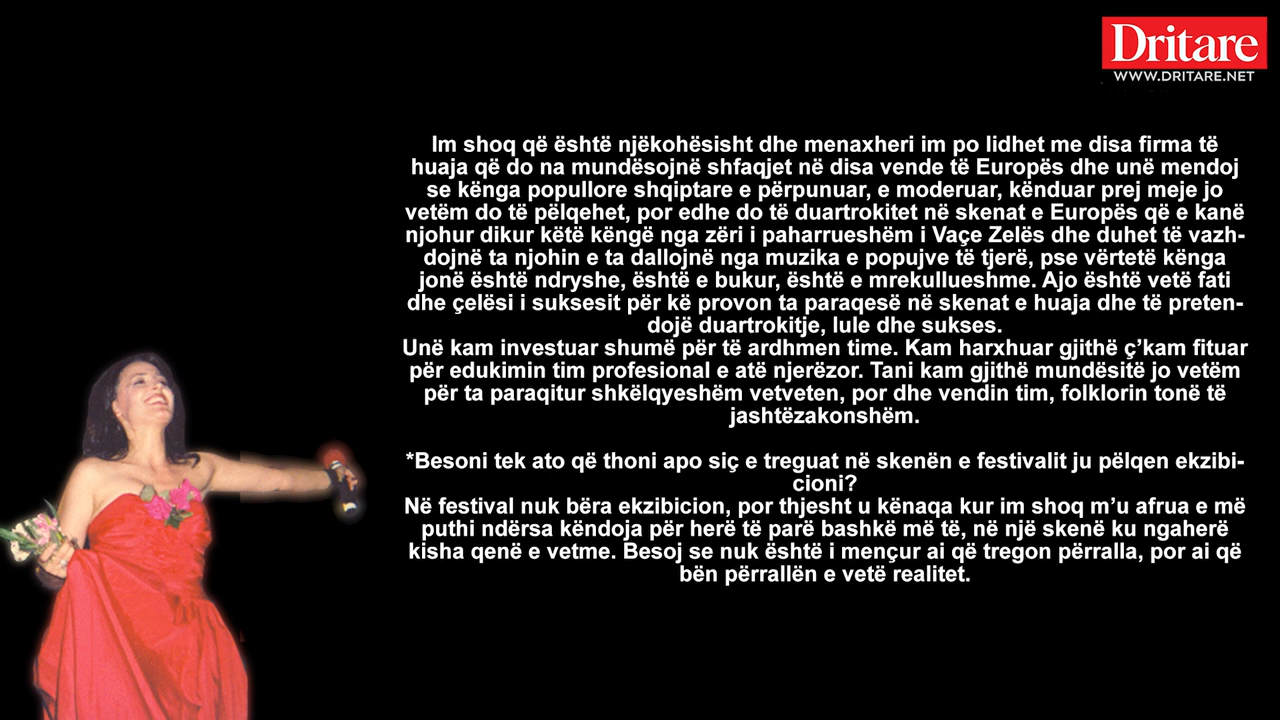 Dritare
WWW.DRITARE.NET
Im shoq që është njëkohësisht dhe menaxheri im po lidhet me disa firma të
huaja që do na mundësojnë shfaqjet në disa vende të Europës dhe unë mendoj
se kënga popullore shqiptare e përpunuar, e moderuar, kënduar prej meje jo
vetëm do të pëlqehet, por edhe do të duartrokitet në skenat e Europës që e kanë
njohur dikur këtë këngë nga zëri i paharrueshëm i Vaçe Zelës dhe duhet të vazh-
dojnë ta njohin e ta dallojnë nga muzika e popujve të tjerë, pse vërtetë kënga
jonë është ndryshe, është e bukur, është e mrekullueshme. Ajo është vetë fati
dhe çelësi i suksesit për kë provon ta paraqesë në skenat e huaja dhe të preten-
dojë duartrokitje, lule dhe sukses.
Unë kam investuar shumë për të ardhmen time. Kam harxhuar gjithë ç’kam fituar
për edukimin tim profesional e atë njerëzor. Tani kam gjithë mundësitë jo vetëm
për ta paraqitur shkëlqyeshëm vetveten, por dhe vendin tim, folklorin tonë të
jashtëzakonshëm.
*Besoni tek ato që thoni apo siç e treguat në skenën e festivalit ju pëlqen ekzibi-
cioni?
Në festival nuk bëra ekzibicion, por thjesht u kënaqa kur im shoq m’u afrua e më
puthi ndërsa këndoja për herë të parë bashkë më të, në një skenë ku ngaherë
kisha qenë e vetme. Besoj se nuk është i mençur ai që tregon përralla, por ai që
bën përrallën e vetë realitet.